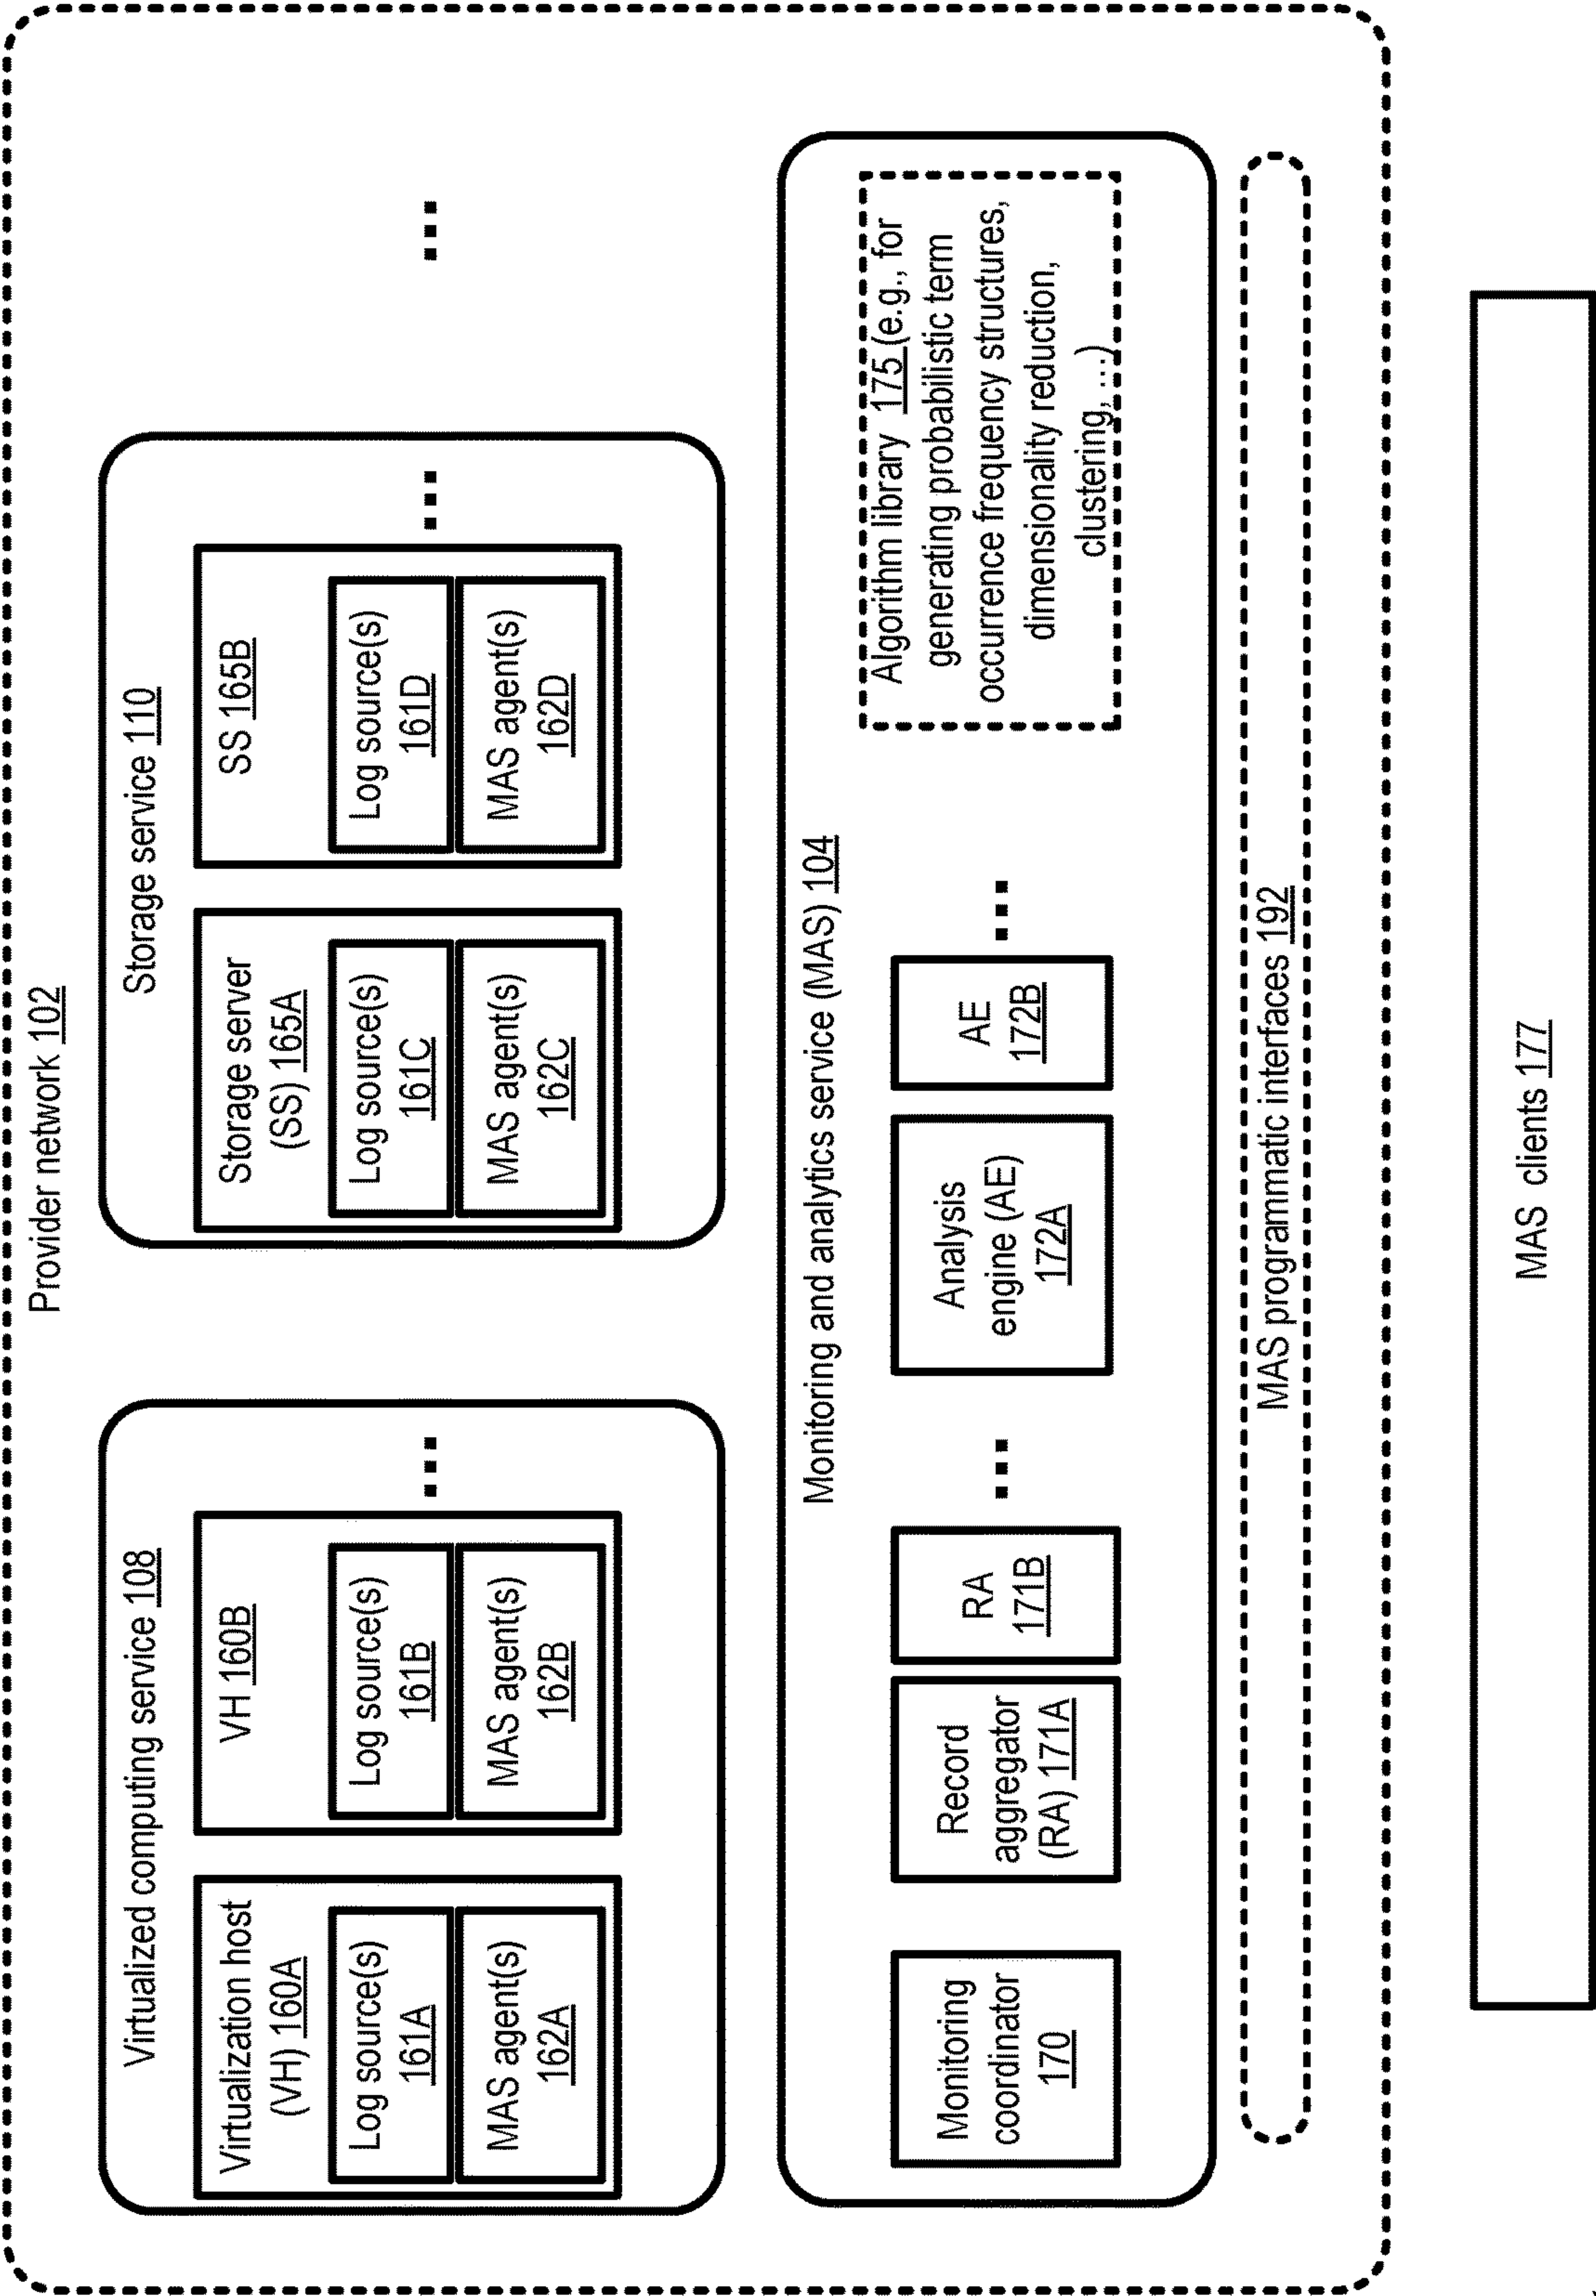 Provider network 102
Virtualized computing service 108
Virtualization host
(VH) 160A
Log source(s)
161A
MAS agent(s)
162A
VH 160B
Log source(s)
161B
MAS agent(s)
162B
...
Storage service 110
Storage server
(SS) 165A
Log source(s)
161C
MAS agent(s)
162C
SS 165B
Log source(s)
161D
MAS agent(s)
162D
...
...
Monitoring and analytics service (MAS) 104
Monitoring
coordinator
170
Record
aggregator
(RA) 171A
RA
171B
...
Analysis
engine (AE)
172A
AE
172B
...
Algorithm library 175 (e.g., for
generating probabilistic term
occurrence frequency structures,
dimensionality reduction,
clustering, ...)
MAS programmatic interfaces 192
MAS clients 177